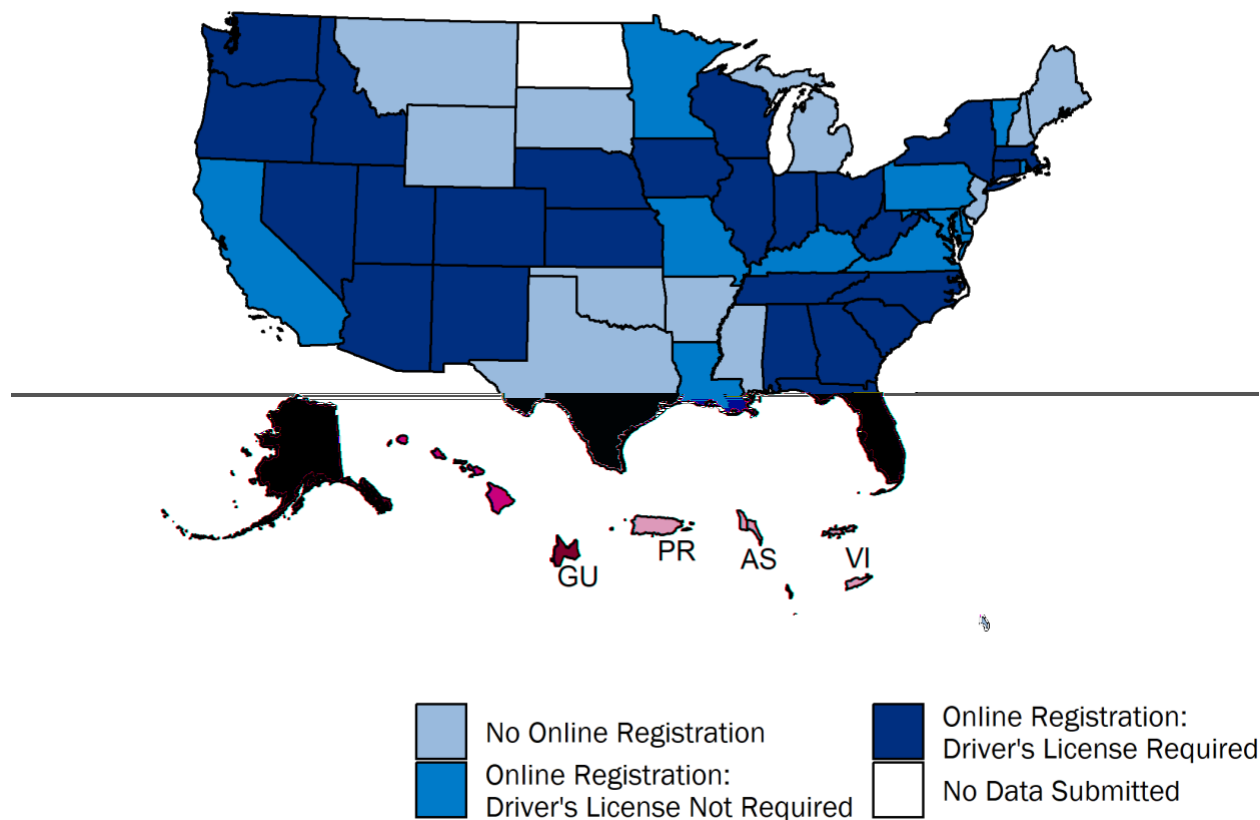 GU
PR
AS
VI
No Online Registration
Online Registration:
Driver's License Not Required
Online Registration:
Driver's License Required
No Data Submitted